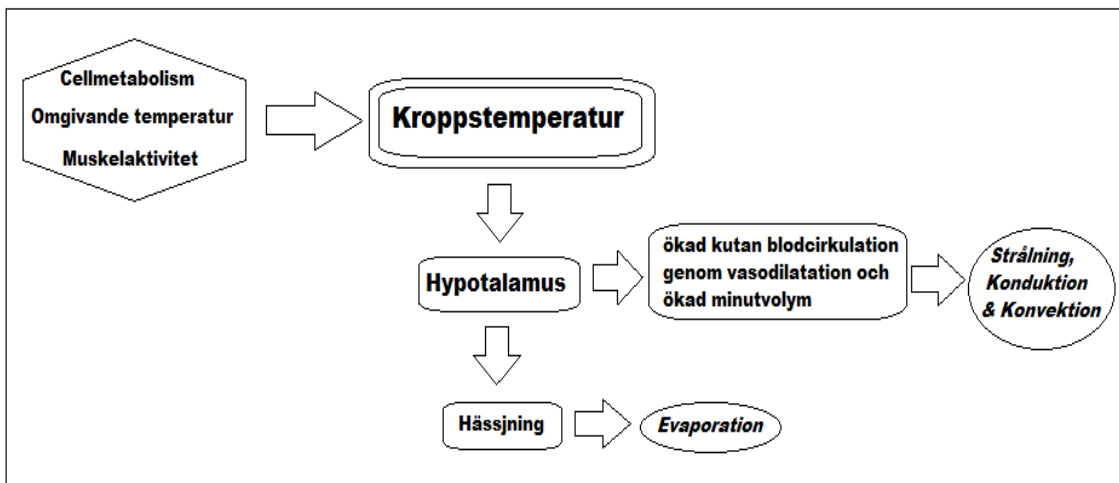 Cellmetabolism
Omgivande temperatur
Muskelaktivitet
Kroppstemperatur
Hypotalamus
ökad kutan blodcirkulation
genom vasodilatation och
ökad minutvolym
Strålning,
Konduktion
& Konvektion
Hässjning
Evaporation